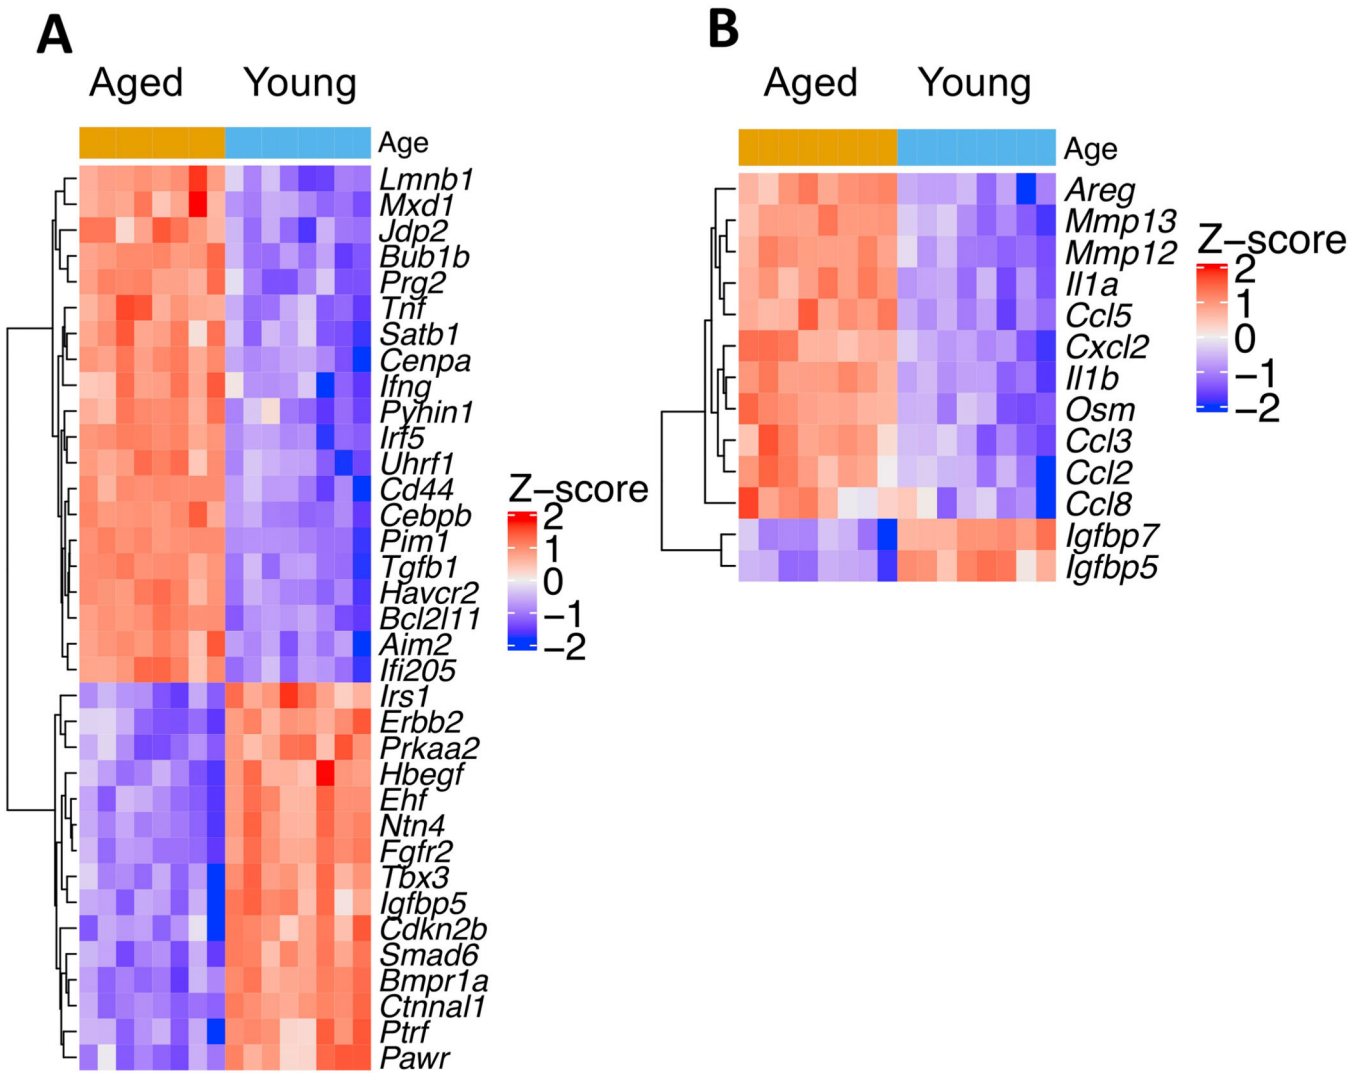 A
Aged Young
Age
Lmnb1
Mxd1
Jdp2
Bub1b
Prg2
Tnf
Satb1
Cenpa
Ifng
Pyhin1
Irf5
Uhrf1
Cd44
Cebpb
Pim1
Tgfb1
Havcr2
Bcl2l11
Aim2
Ifi205
Irs1
Erbb2
Prkaa2
Hbegf
Ehf
Ntn4
Fgfr2
Tbx3
Igfbp5
Cdkn2b
Smad6
Bmpr1a
Ctnnal1
Ptrf
Pawr
Z−score
2
1
0
−1
−2
B
Aged Young
Age
Areg
Mmp13
Mmp12
Il1a
Ccl5
Cxcl2
Il1b
Osm
Ccl3
Ccl2
Ccl8
Igfbp7
Igfbp5
Z−score
2
1
0
−1
−2